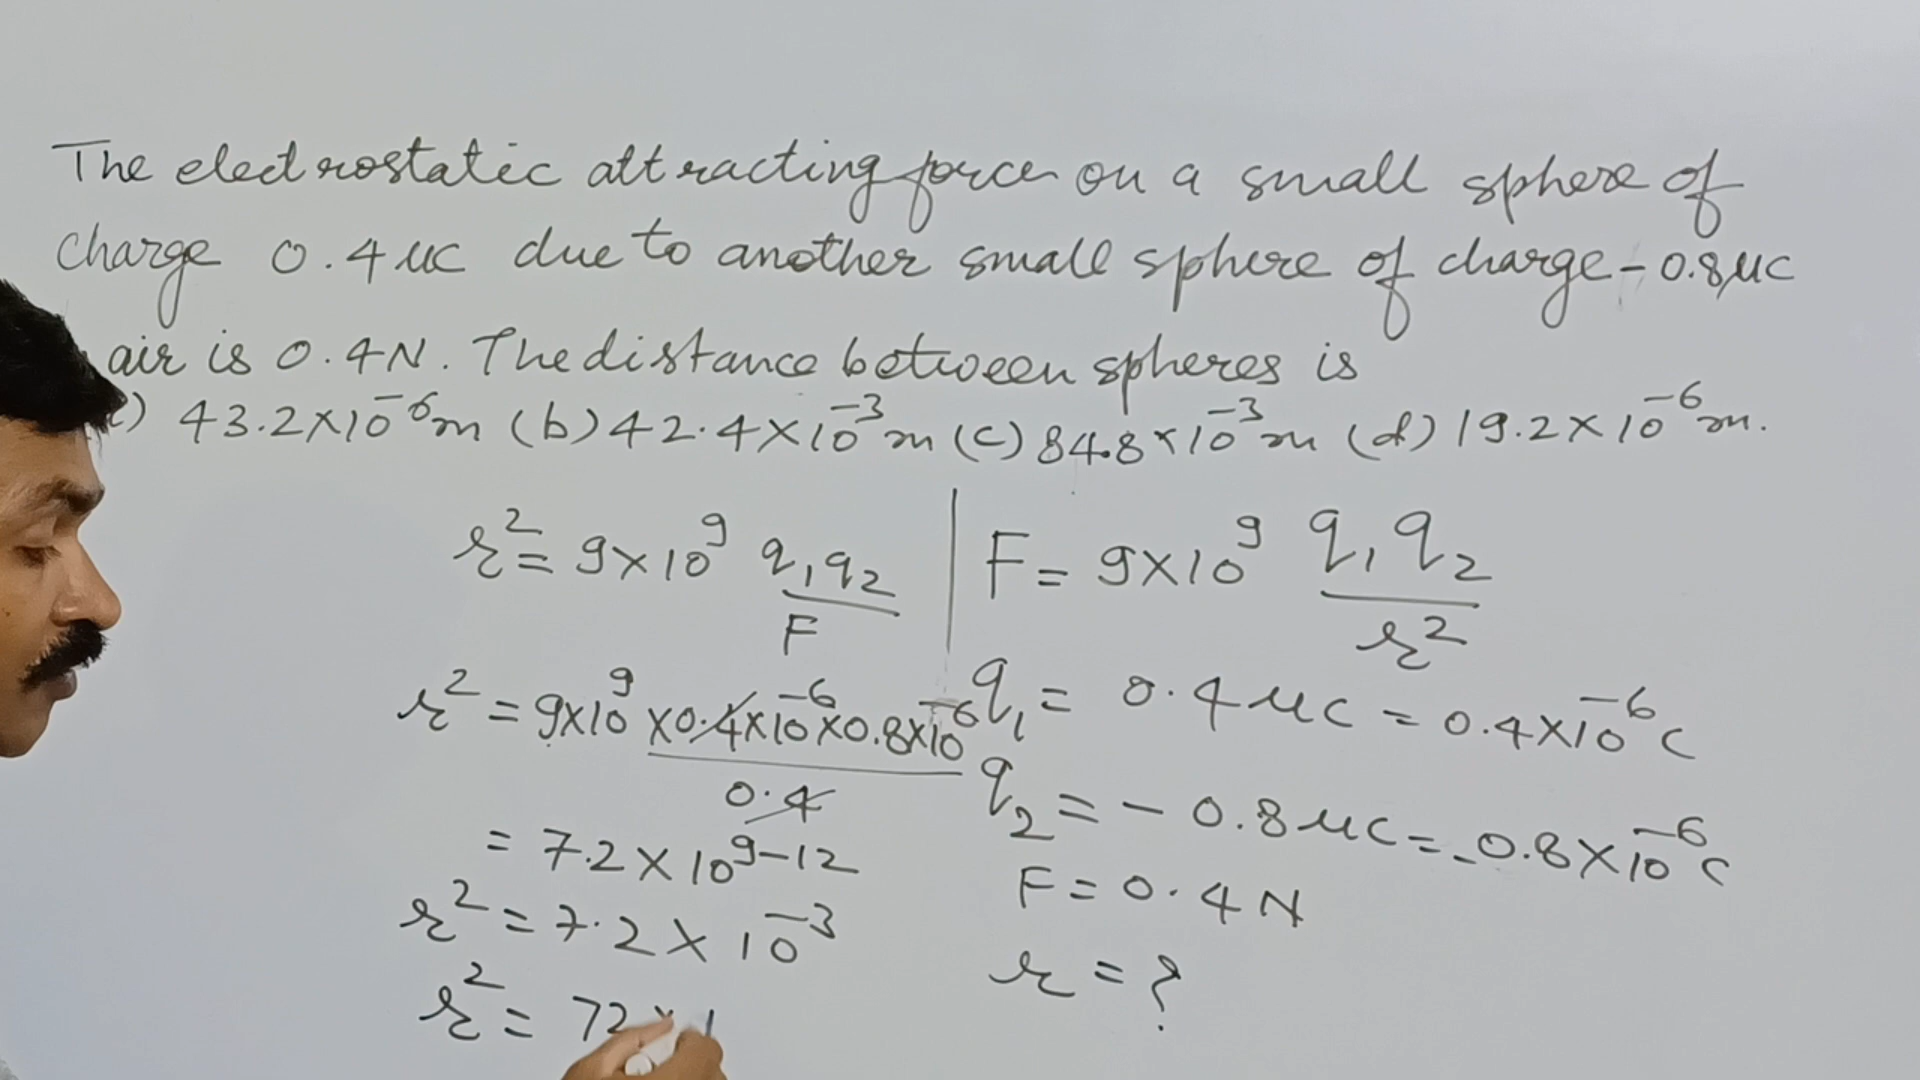 The electrostatic attracting force on a small sphere of
charge 0.4 μC due to another small sphere of charge - 0.8 μC
air is 0.4N. The distance between spheres is
) 43.2×10⁻⁶m (b) 42.4×10⁻³m (c) 84.8×10⁻³m (d) 19.2×10⁻⁶m.
r² = 9×10⁹ q₁q₂/F
r² = 9×10⁹ ×0.4×10⁻⁶×0.8×10⁻⁶/0.4
= 7.2 × 10⁹⁻¹²
r² = 7.2 × 10⁻³
r² = 72×
F = 9×10⁹ q₁q₂/r²
q₁ = 0.4 μC = 0.4×10⁻⁶C
q₂ = - 0.8 μC = -0.8×10⁻⁶C
F = 0.4 N
r = ?